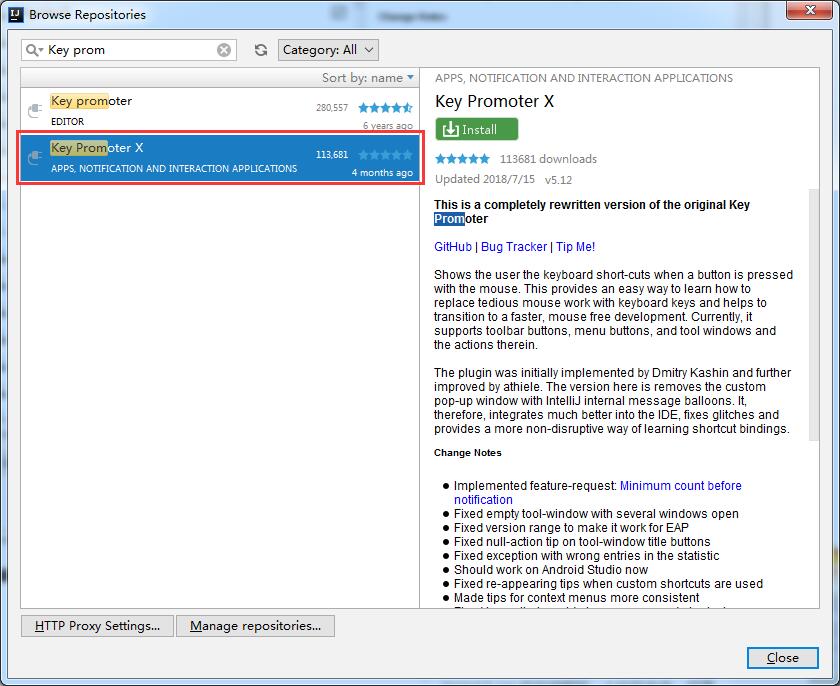 Browse Repositories
Change Notes
Key prom
Category: All
Sort by: name
Key promoter
280,557
EDITOR
6 years ago
Key Promoter X
113,681
APPS, NOTIFICATION AND INTERACTION APPLICATIONS
4 months ago
APPS, NOTIFICATION AND INTERACTION APPLICATIONS
Key Promoter X
Install
113681 downloads
Updated 2018/7/15 v5.12
This is a completely rewritten version of the original Key
Promoter
GitHub | Bug Tracker | Tip Me!
Shows the user the keyboard short-cuts when a button is pressed
with the mouse. This provides an easy way to learn how to
replace tedious mouse work with keyboard keys and helps to
transition to a faster, mouse free development. Currently, it
supports toolbar buttons, menu buttons, and tool windows and
the actions therein.
The plugin was initially implemented by Dmitry Kashin and further
improved by athiele. The version here is removes the custom
pop-up window with IntelliJ internal message balloons. It,
therefore, integrates much better into the IDE, fixes glitches and
provides a more non-disruptive way of learning shortcut bindings.
Change Notes
Implemented feature-request: Minimum count before
notification
Fixed empty tool-window with several windows open
Fixed version range to make it work for EAP
Fixed null-action tip on tool-window title buttons
Fixed exception with wrong entries in the statistic
Should work on Android Studio now
Fixed re-appearing tips when custom shortcuts are used
Made tips for context menus more consistent
HTTP Proxy Settings...
Manage repositories...
Close